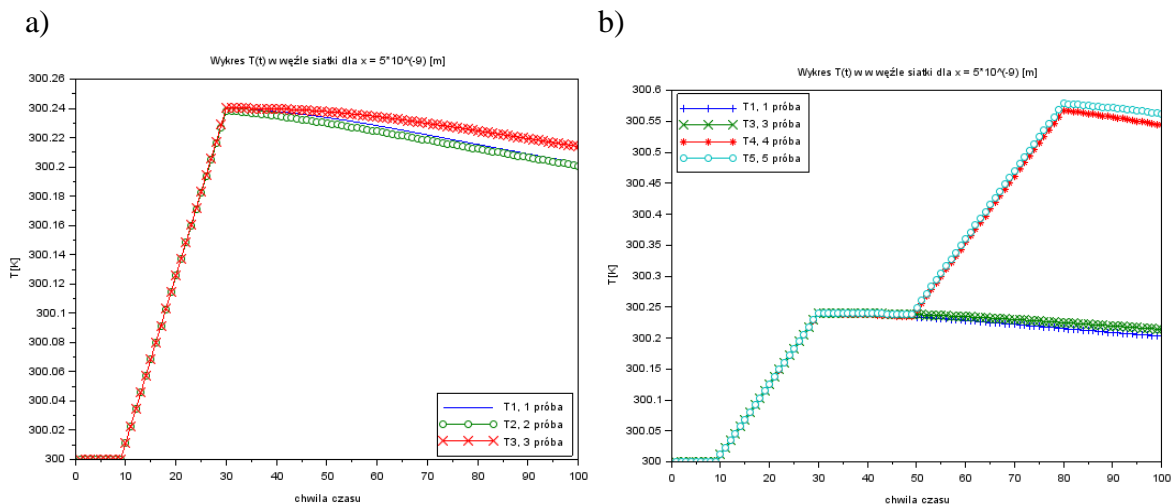 a)
Wykres T(t) w węźle siatki dla x = 5*10^(-9) [m]
300.26
300.24
300.22
300.2
300.18
300.16
300.14
300.12
300.1
300.08
300.06
300.04
300.02
300
T[K]
0 10 20 30 40 50 60 70 80 90 100
chwila czasu
T1, 1 próba
T2, 2 próba
T3, 3 próba
b)
Wykres T(t) w w węźle siatki dla x = 5*10^(-9) [m]
300.6
300.55
300.5
300.45
300.4
300.35
300.3
300.25
300.2
300.15
300.1
300.05
300
T[K]
0 10 20 30 40 50 60 70 80 90 100
chwila czasu
T1, 1 próba
T3, 3 próba
T4, 4 próba
T5, 5 próba